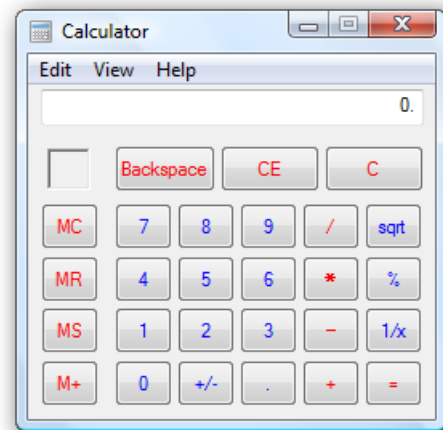 Calculator
Edit View Help
0.
Backspace CE C
MC 7 8 9 / sqrt
MR 4 5 6 * %
MS 1 2 3 - 1/x
M+ 0 +/- . + =